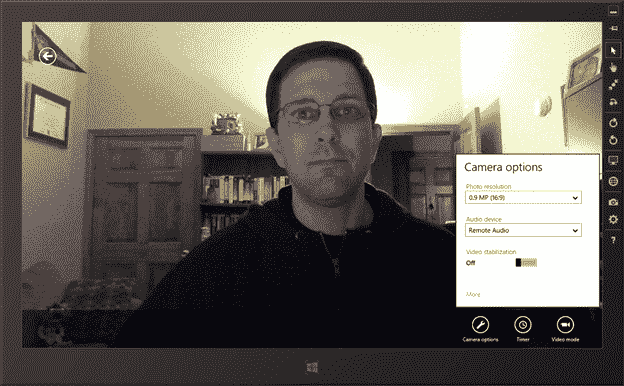 Camera options
Photo resolution
0.9 MP (16:9)
Audio device
Remote Audio
Video stabilization
Off
More
Camera options
Timer
Video mode
?